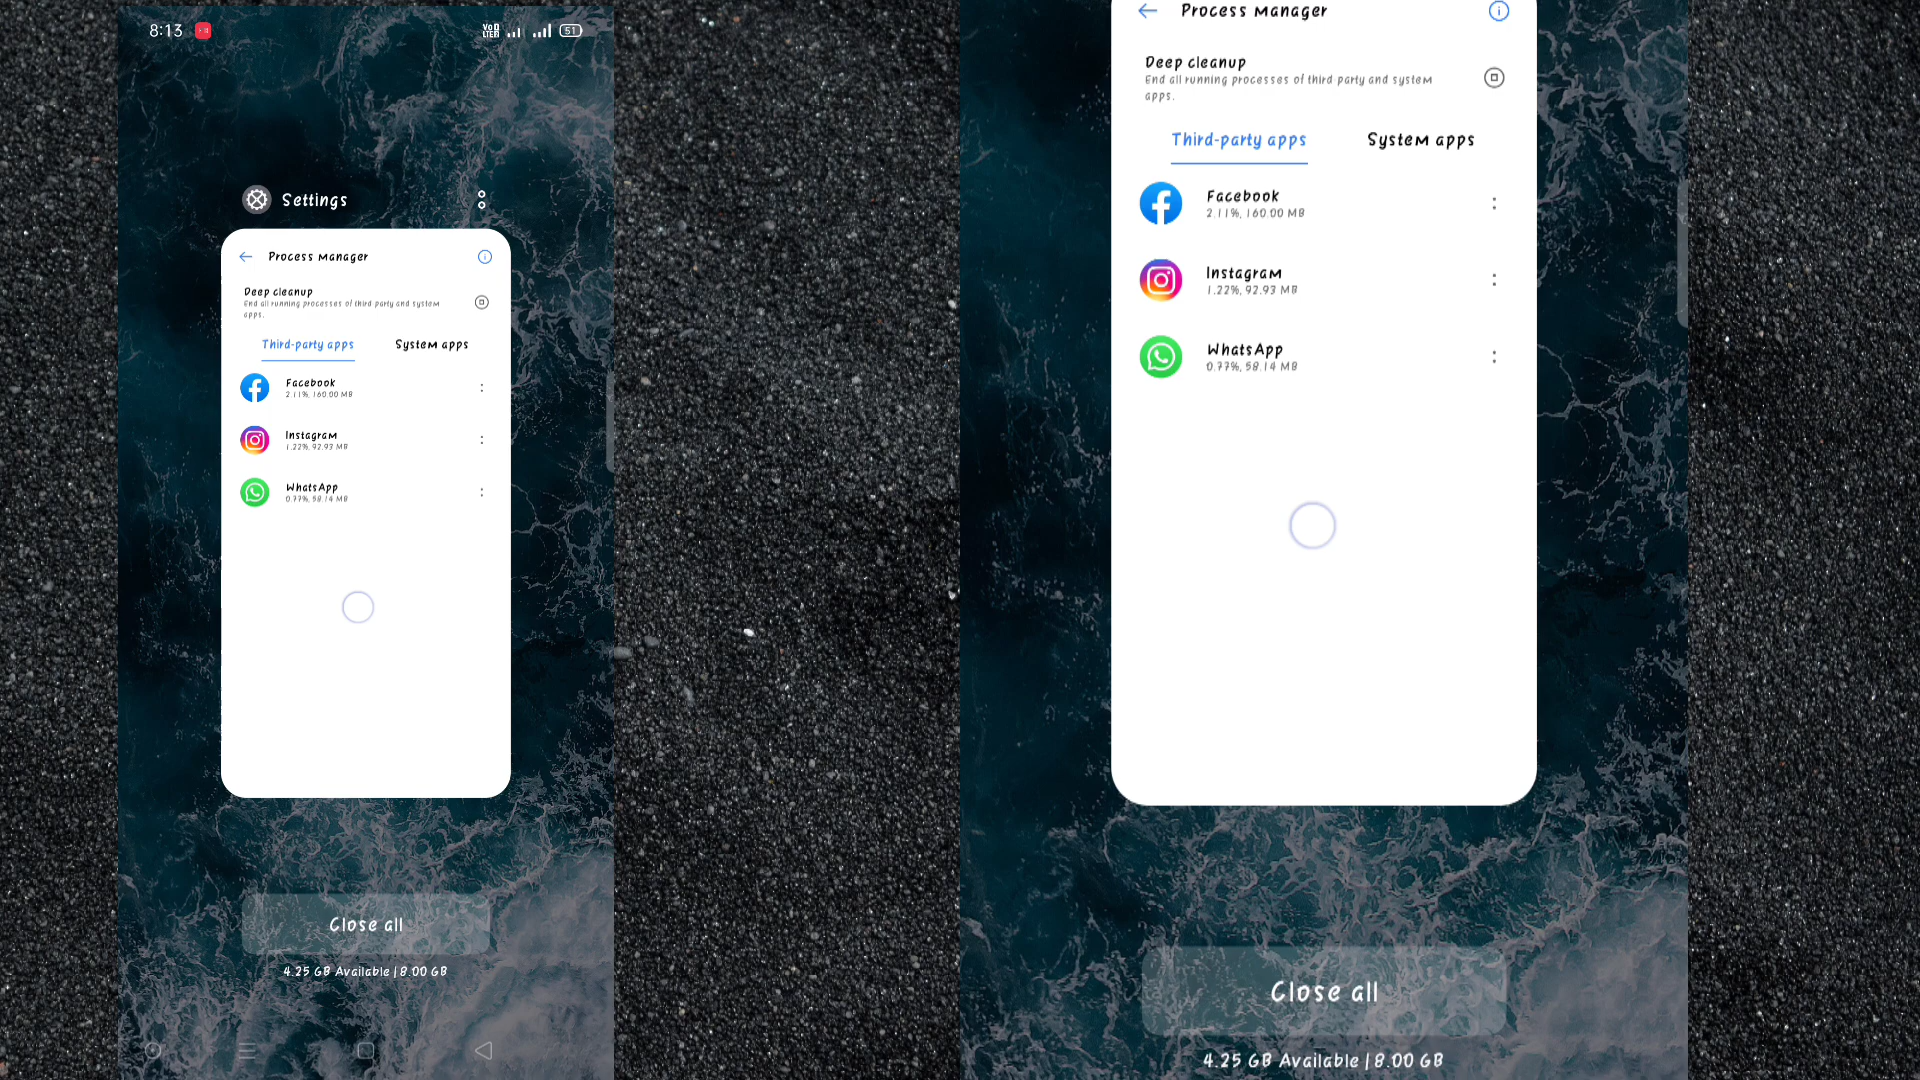 8:13
VoLTE
51
Settings
Process manager
Deep cleanup
End all running processes of third party and system
apps.
Third-party apps
System apps
Facebook
2.11%, 160.00 MB
Instagram
1.22%, 92.93 MB
WhatsApp
0.77%, 58.14 MB
Close all
4.25 GB Available | 8.00 GB
Process manager
Deep cleanup
End all running processes of third party and system
apps.
Third-party apps
System apps
Facebook
2.11%, 160.00 MB
Instagram
1.22%, 92.93 MB
WhatsApp
0.77%, 58.14 MB
Close all
4.25 GB Available | 8.00 GB